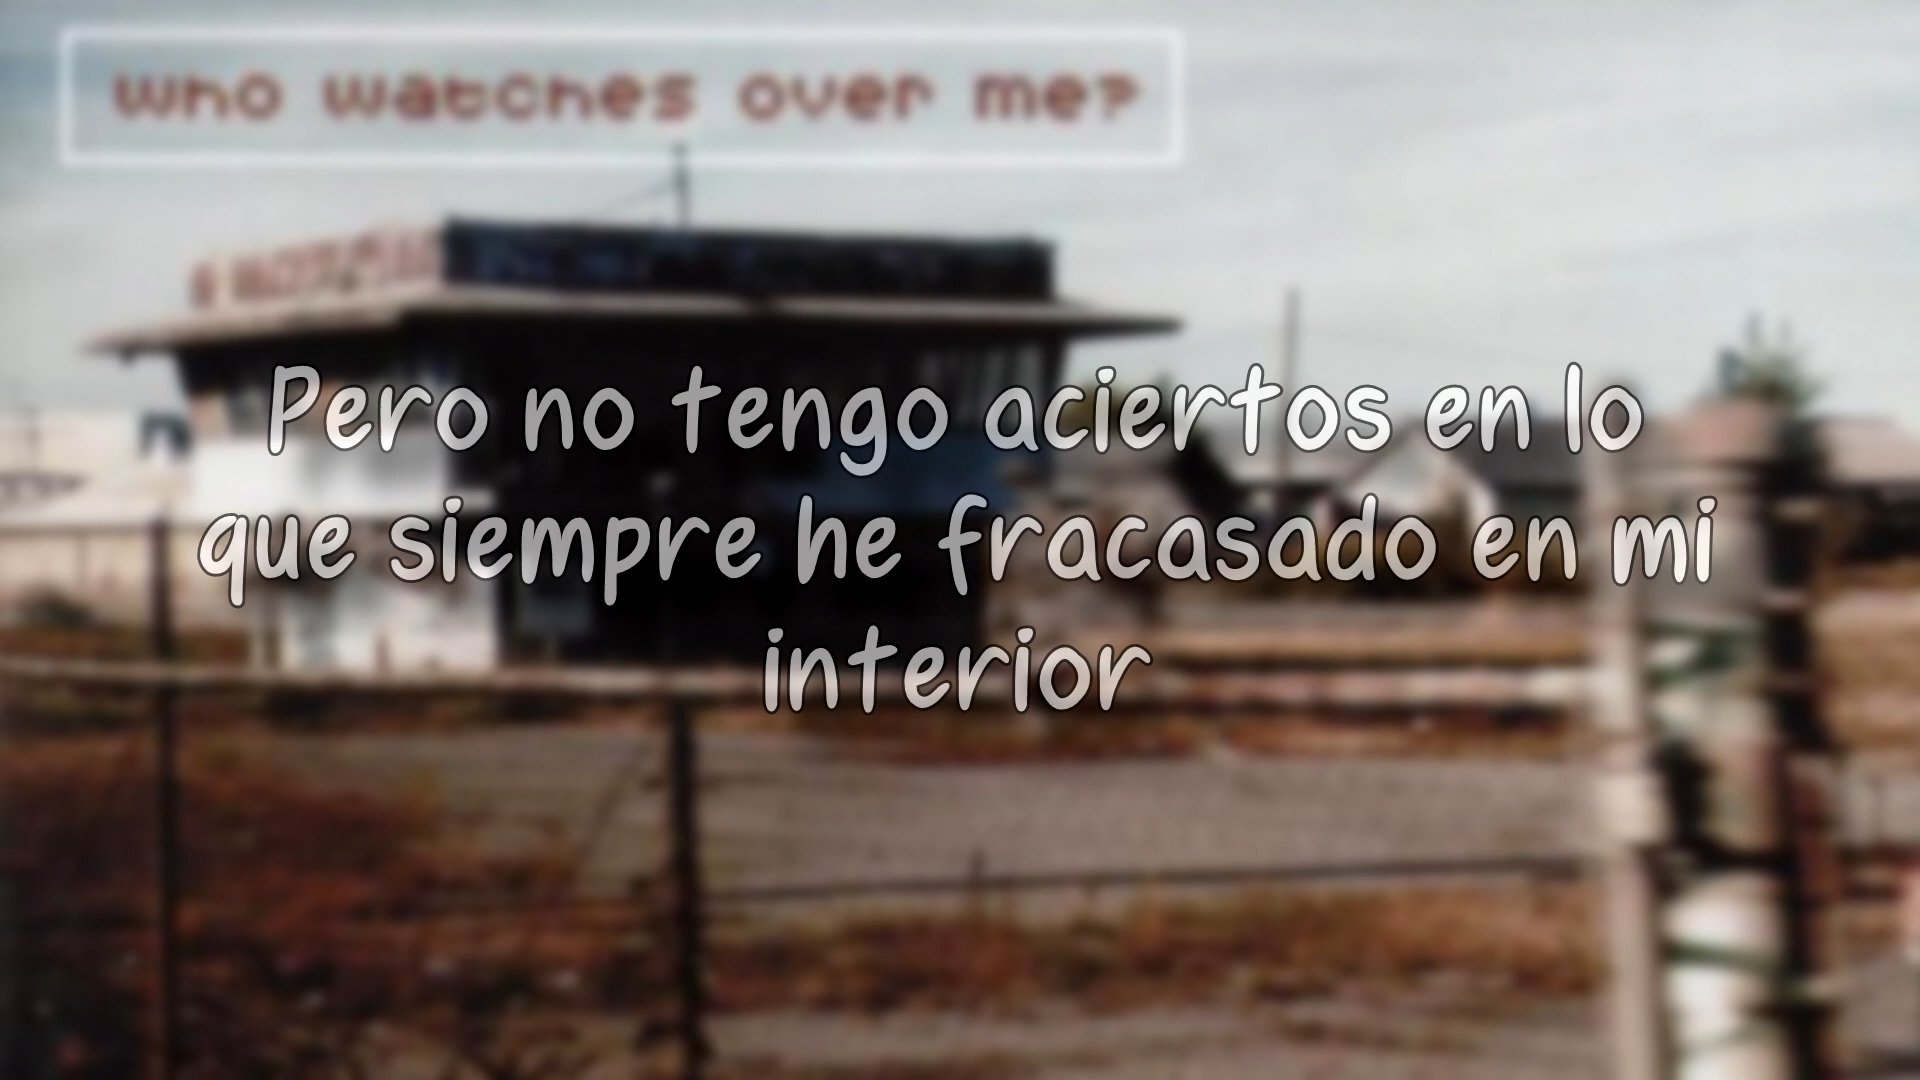 who watches over me?
Pero no tengo aciertos en lo
que siempre he fracasado en mi
interior